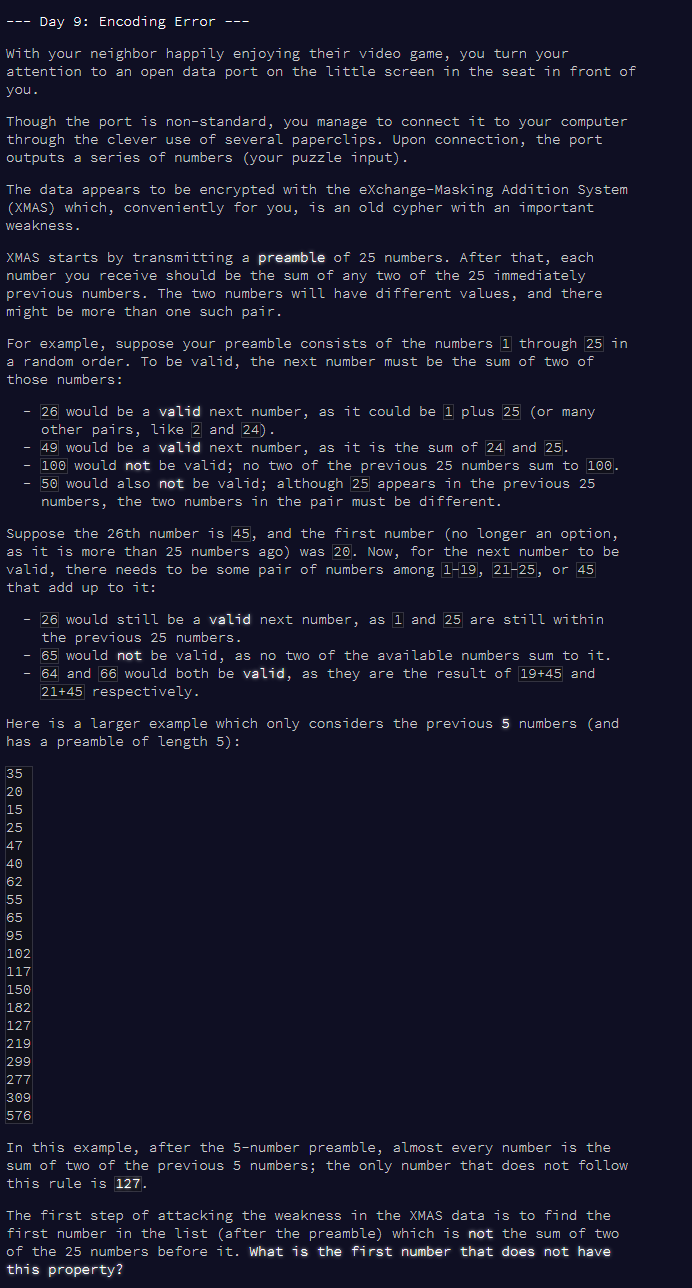 --- Day 9: Encoding Error ---
With your neighbor happily enjoying their video game, you turn your
attention to an open data port on the little screen in the seat in front of
you.
Though the port is non-standard, you manage to connect it to your computer
through the clever use of several paperclips. Upon connection, the port
outputs a series of numbers (your puzzle input).
The data appears to be encrypted with the eXchange-Masking Addition System
(XMAS) which, conveniently for you, is an old cypher with an important
weakness.
XMAS starts by transmitting a preamble of 25 numbers. After that, each
number you receive should be the sum of any two of the 25 immediately
previous numbers. The two numbers will have different values, and there
might be more than one such pair.
For example, suppose your preamble consists of the numbers 1 through 25 in
a random order. To be valid, the next number must be the sum of two of
those numbers:
- 26 would be a valid next number, as it could be 1 plus 25 (or many
other pairs, like 2 and 24).
- 49 would be a valid next number, as it is the sum of 24 and 25.
- 100 would not be valid; no two of the previous 25 numbers sum to 100.
- 50 would also not be valid; although 25 appears in the previous 25
numbers, the two numbers in the pair must be different.
Suppose the 26th number is 45, and the first number (no longer an option,
as it is more than 25 numbers ago) was 20. Now, for the next number to be
valid, there needs to be some pair of numbers among 1-19, 21-25, or 45
that add up to it:
- 26 would still be a valid next number, as 1 and 25 are still within
the previous 25 numbers.
- 65 would not be valid, as no two of the available numbers sum to it.
- 64 and 66 would both be valid, as they are the result of 19+45 and
21+45 respectively.
Here is a larger example which only considers the previous 5 numbers (and
has a preamble of length 5):
35
20
15
25
47
40
62
55
65
95
102
117
150
182
127
219
299
277
309
576
In this example, after the 5-number preamble, almost every number is the
sum of two of the previous 5 numbers; the only number that does not follow
this rule is 127.
The first step of attacking the weakness in the XMAS data is to find the
first number in the list (after the preamble) which is not the sum of two
of the 25 numbers before it. What is the first number that does not have
this property?